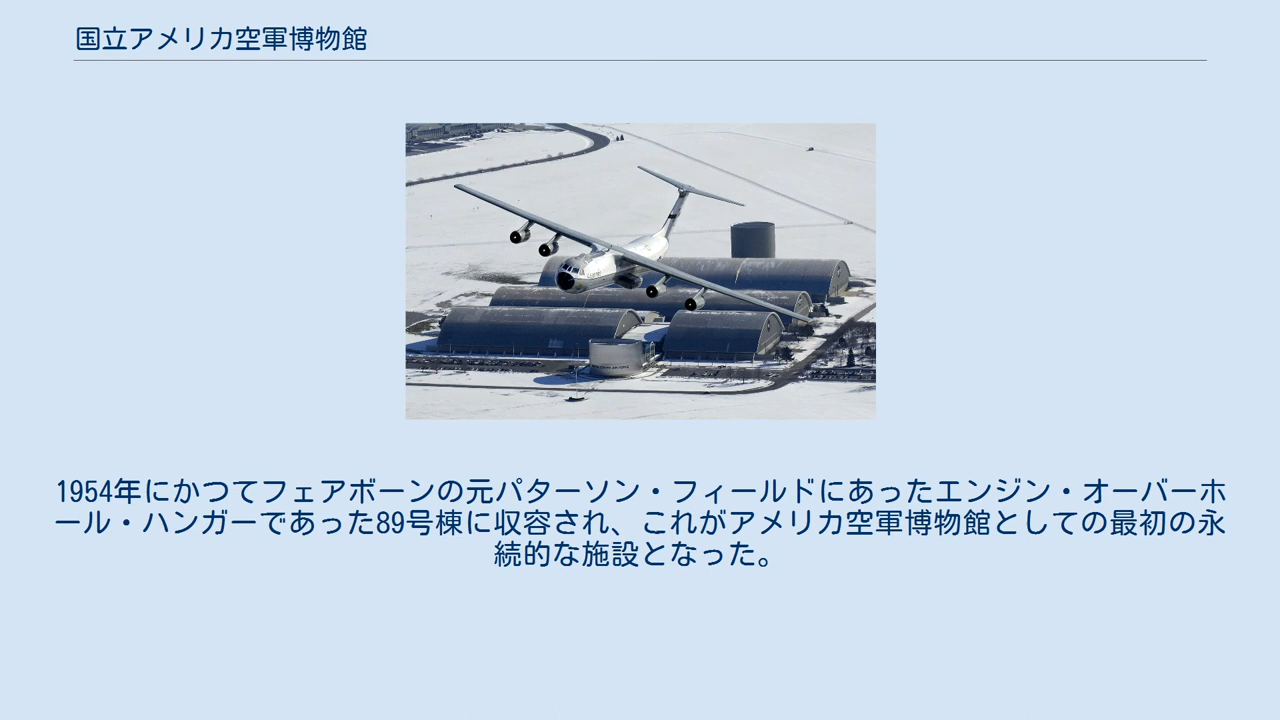 国立アメリカ空軍博物館
1954年にかつてフェアボーンの元パターソン・フィールドにあったエンジン・オーバーホ
ール・ハンガーであった89号棟に収容され、これがアメリカ空軍博物館としての最初の永
続的な施設となった。